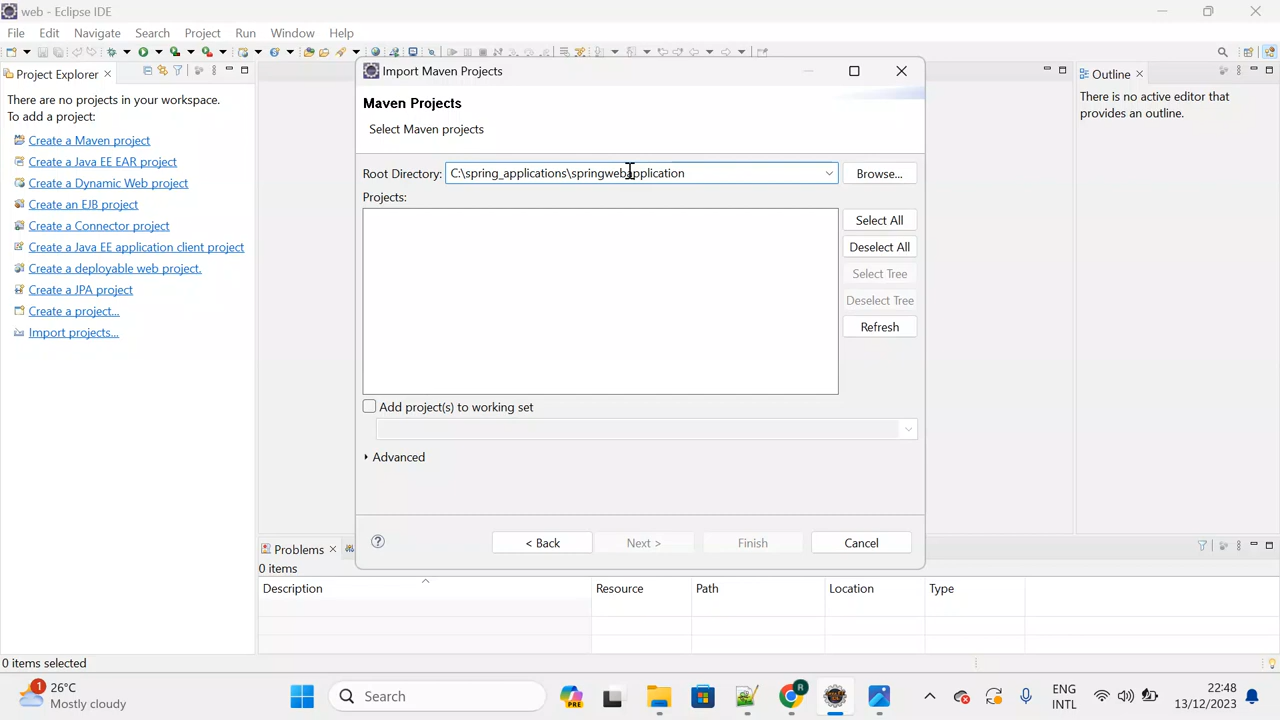 web - Eclipse IDE
File Edit Navigate Search Project Run Window Help
Project Explorer
There are no projects in your workspace.
To add a project:
Create a Maven project
Create a Java EE EAR project
Create a Dynamic Web project
Create an EJB project
Create a Connector project
Create a Java EE application client project
Create a deployable web project.
Create a JPA project
Create a project...
Import projects...
Import Maven Projects
Maven Projects
Select Maven projects
Root Directory: C:\spring_applications\springwebapplication Browse...
Projects:
Select All
Deselect All
Select Tree
Deselect Tree
Refresh
Add project(s) to working set
Advanced
? < Back Next > Finish Cancel
Outline
There is no active editor that
provides an outline.
Problems
0 items
Description Resource Path Location Type
0 items selected
1 26°C
Mostly cloudy
Search
PRE
R
ENG
INTL
22:48
13/12/2023